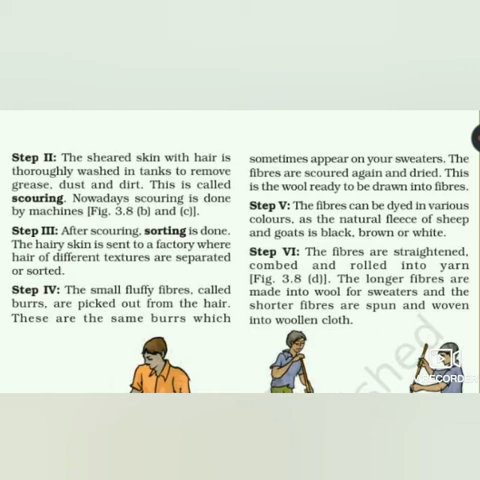 Step II: The sheared skin with hair is
thoroughly washed in tanks to remove
grease, dust and dirt. This is called
scouring. Nowadays scouring is done
by machines [Fig. 3.8 (b) and (c)].
Step III: After scouring, sorting is done.
The hairy skin is sent to a factory where
hair of different textures are separated
or sorted.
Step IV: The small fluffy fibres, called
burrs, are picked out from the hair.
These are the same burrs which
sometimes appear on your sweaters. The
fibres are scoured again and dried. This
is the wool ready to be drawn into fibres.
Step V: The fibres can be dyed in various
colours, as the natural fleece of sheep
and goats is black, brown or white.
Step VI: The fibres are straightened,
combed and rolled into yarn
[Fig. 3.8 (d)]. The longer fibres are
made into wool for sweaters and the
shorter fibres are spun and woven
into woollen cloth.